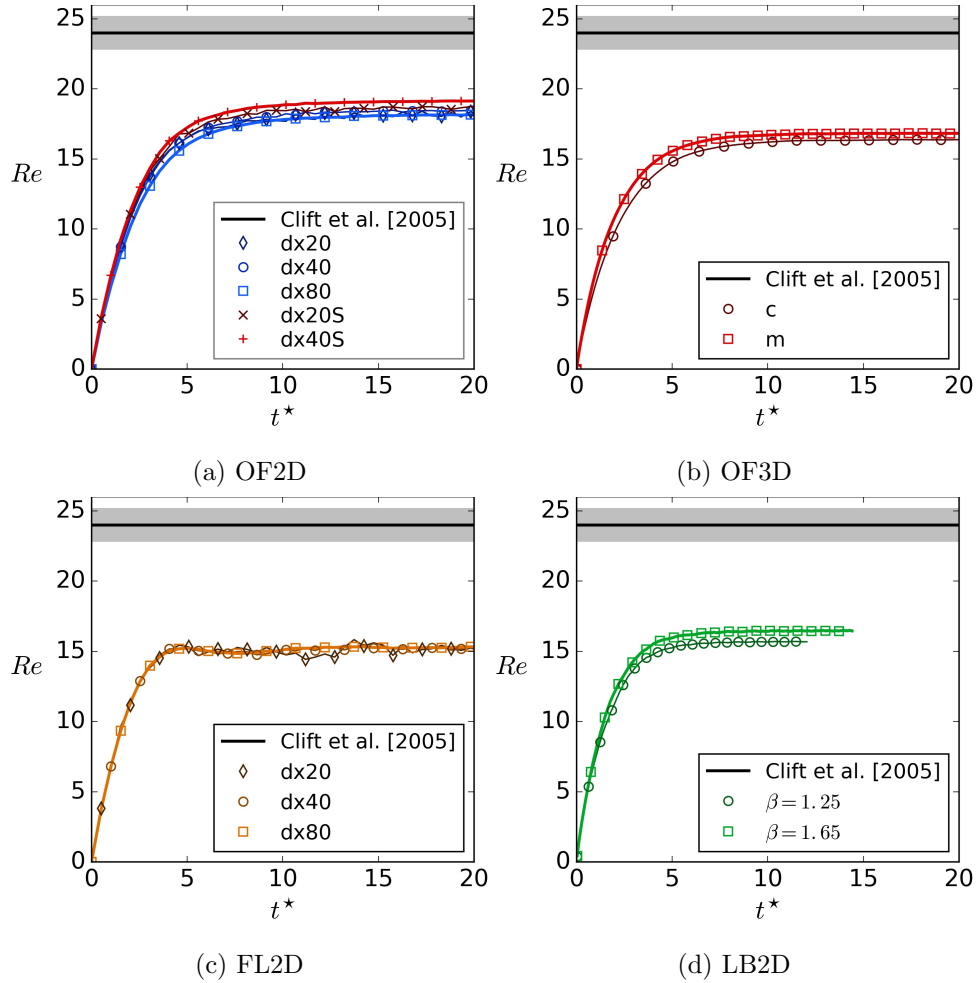 25
20
15
Re
10
5
0
Clift et al. [2005]
dx20
dx40
dx80
dx20S
dx40S
0 5 10 15 20
t⋆
(a) OF2D
25
20
15
Re
10
5
0
Clift et al. [2005]
c
m
0 5 10 15 20
t⋆
(b) OF3D
25
20
15
Re
10
5
0
Clift et al. [2005]
dx20
dx40
dx80
0 5 10 15 20
t⋆
(c) FL2D
25
20
15
Re
10
5
0
Clift et al. [2005]
β = 1.25
β = 1.65
0 5 10 15 20
t⋆
(d) LB2D